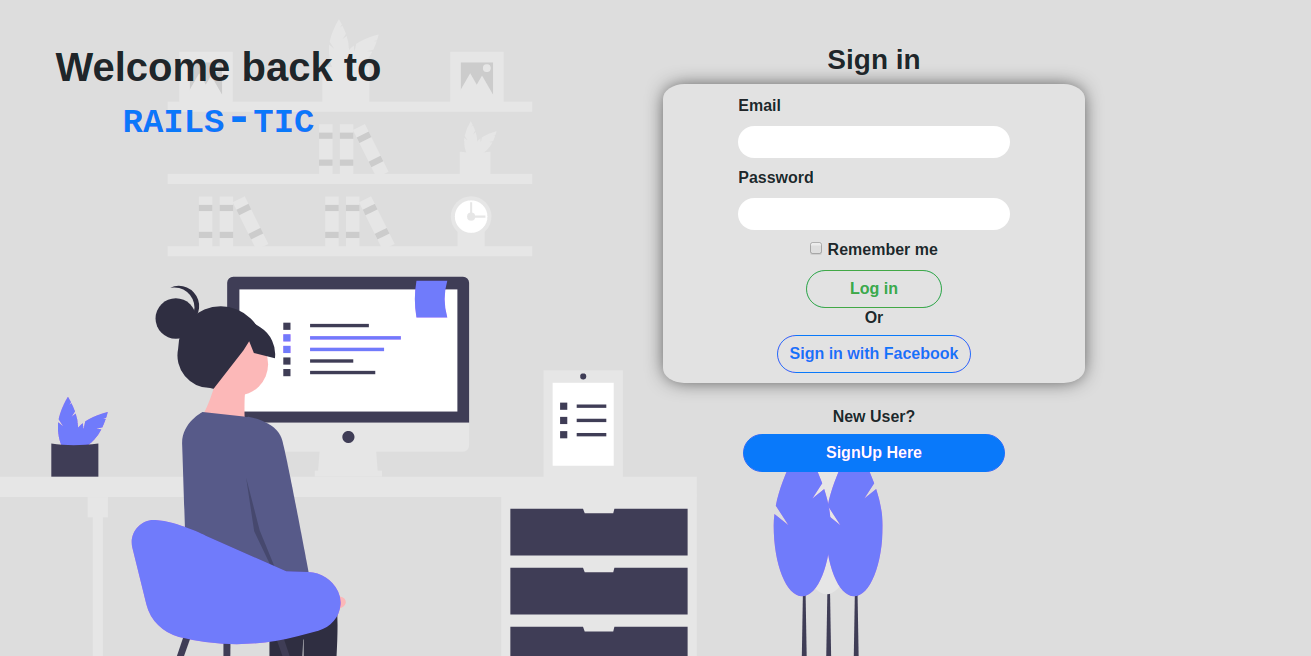 Welcome back to
RAILS-TIC
Sign in
Email
Password
Remember me
Log in
Or
Sign in with Facebook
New User?
SignUp Here